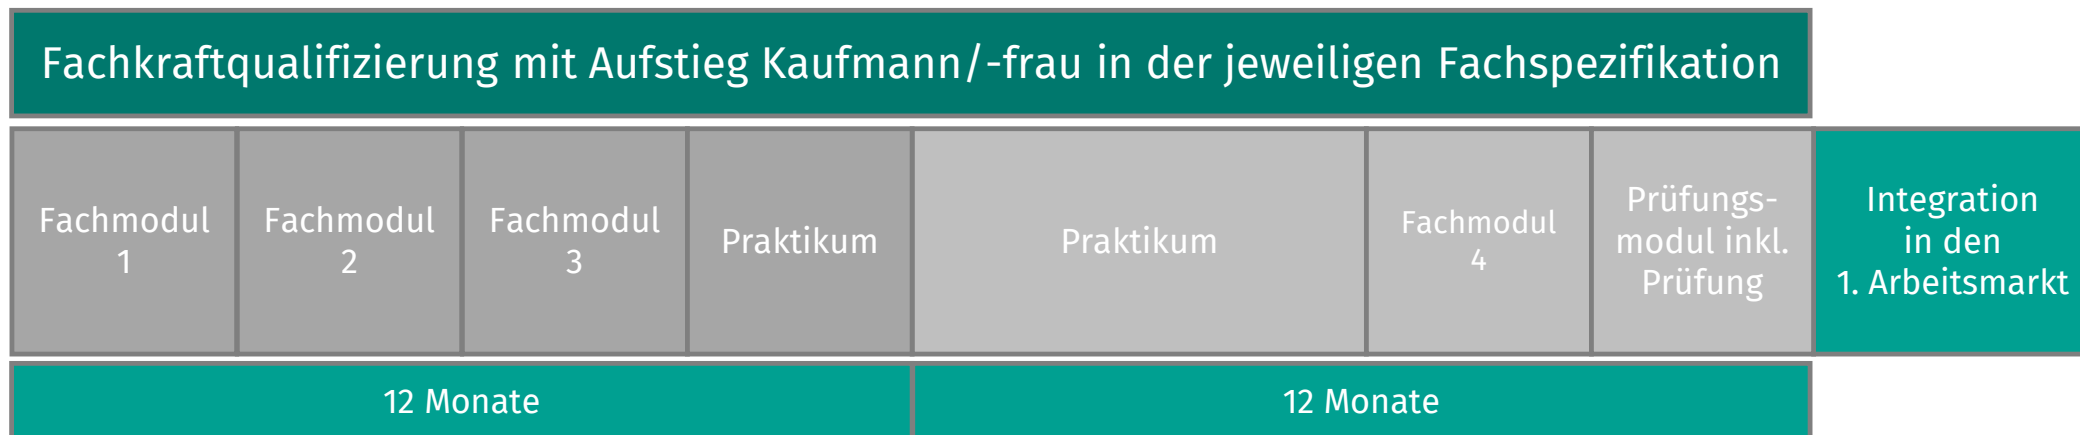 Fachkraftqualifizierung mit Aufstieg Kaufmann/-frau in der jeweiligen Fachspezifikation
Fachmodul
1
Fachmodul
2
Fachmodul
3
Praktikum
Praktikum
Fachmodul
4
Prüfungs-
modul inkl.
Prüfung
Integration
in den
1. Arbeitsmarkt
12 Monate
12 Monate